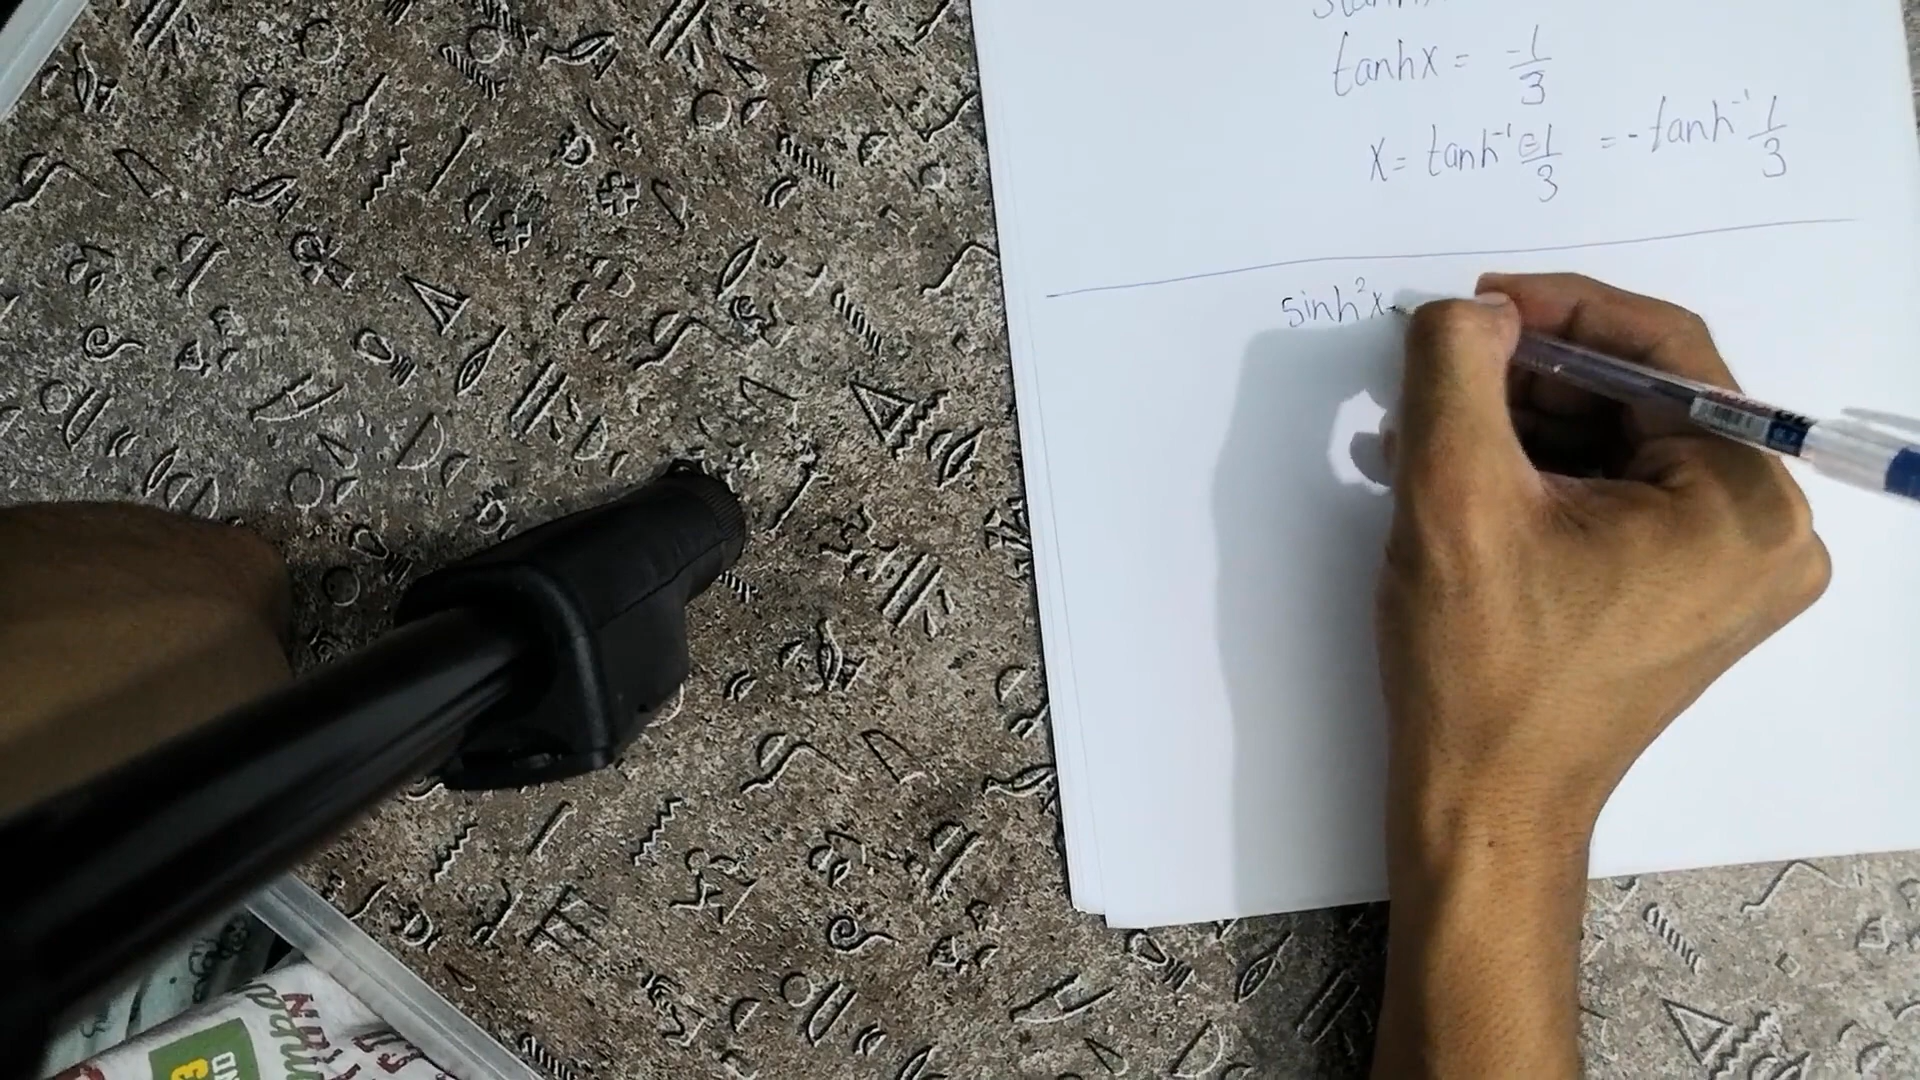 tanhx = -1/3
x = tanh⁻¹ -1/3 = -tanh⁻¹ 1/3
sinh²x